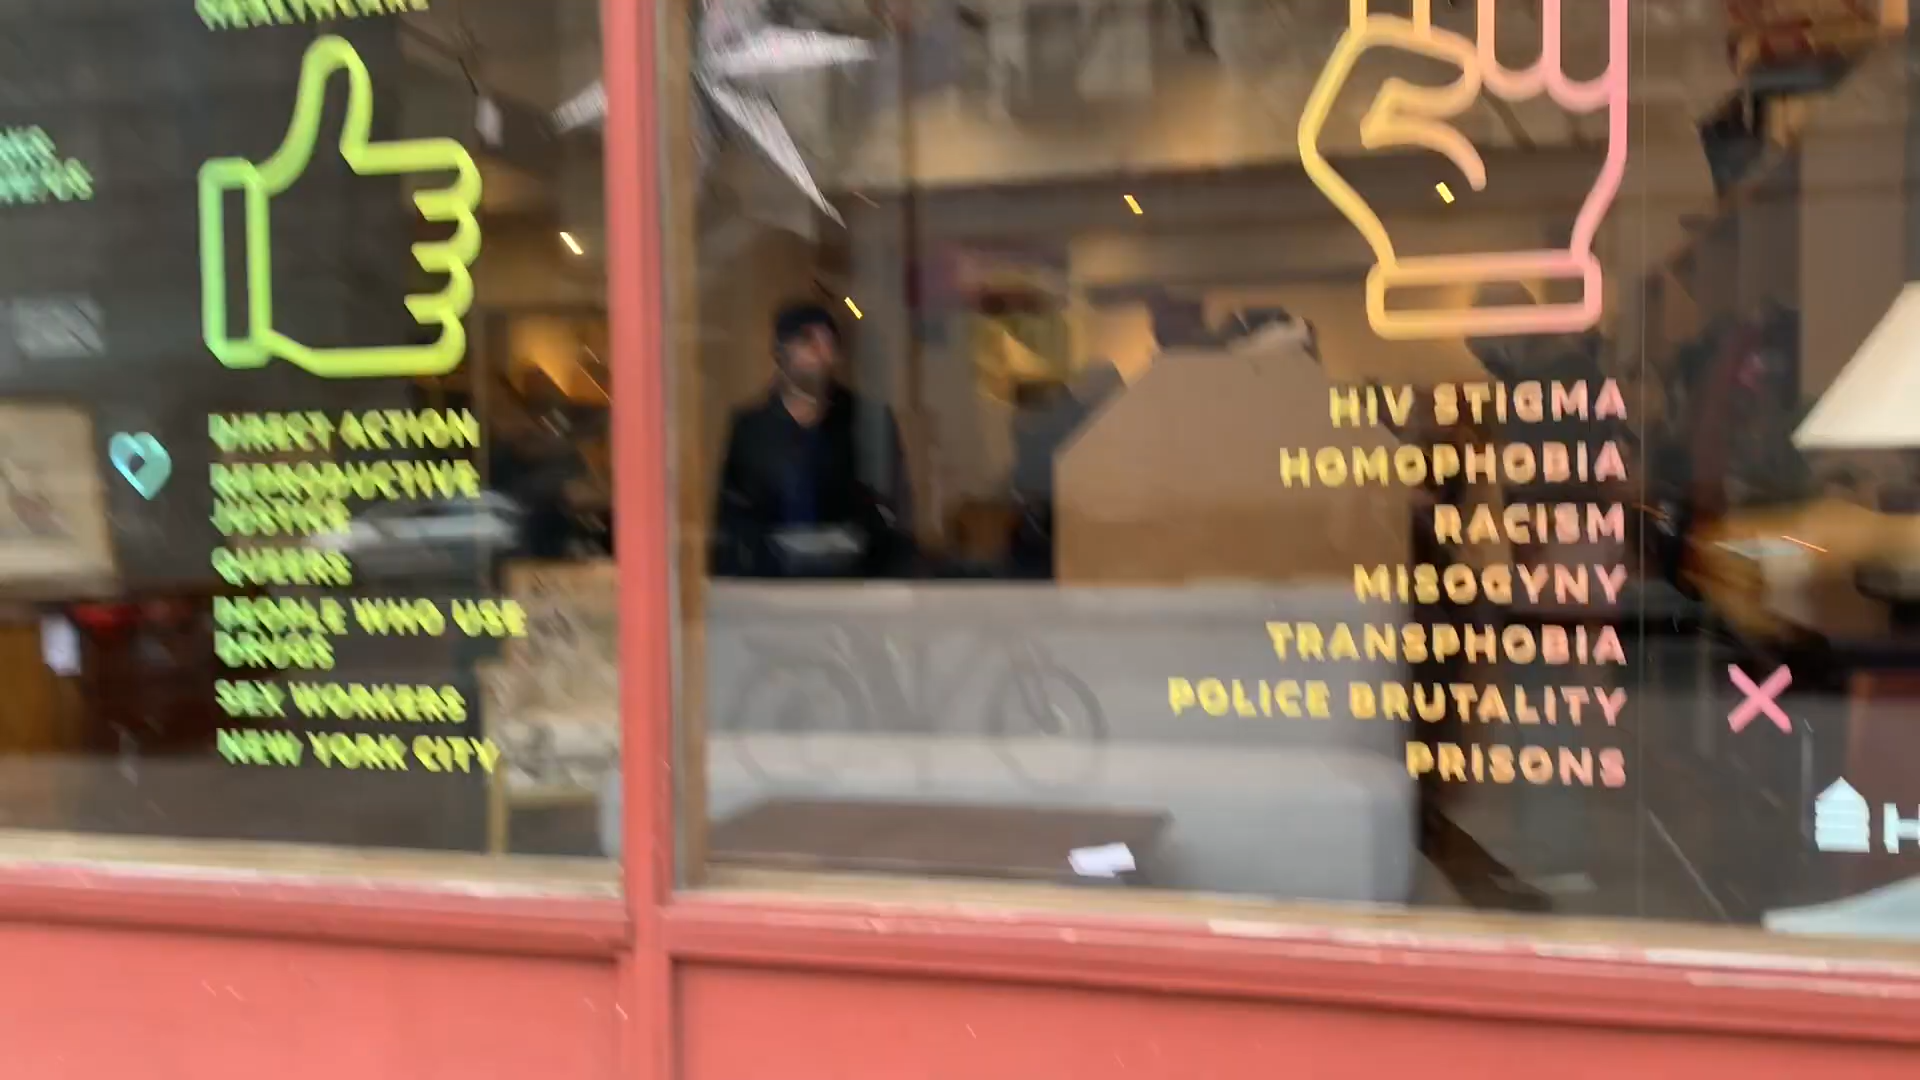 HEALTHCARE
DIRECT ACTION
REPRODUCTIVE
JUSTICE
QUEERS
PEOPLE WHO USE
DRUGS
SEX WORKERS
NEW YORK CITY
HIV STIGMA
HOMOPHOBIA
RACISM
MISOGYNY
TRANSPHOBIA
POLICE BRUTALITY
PRISONS